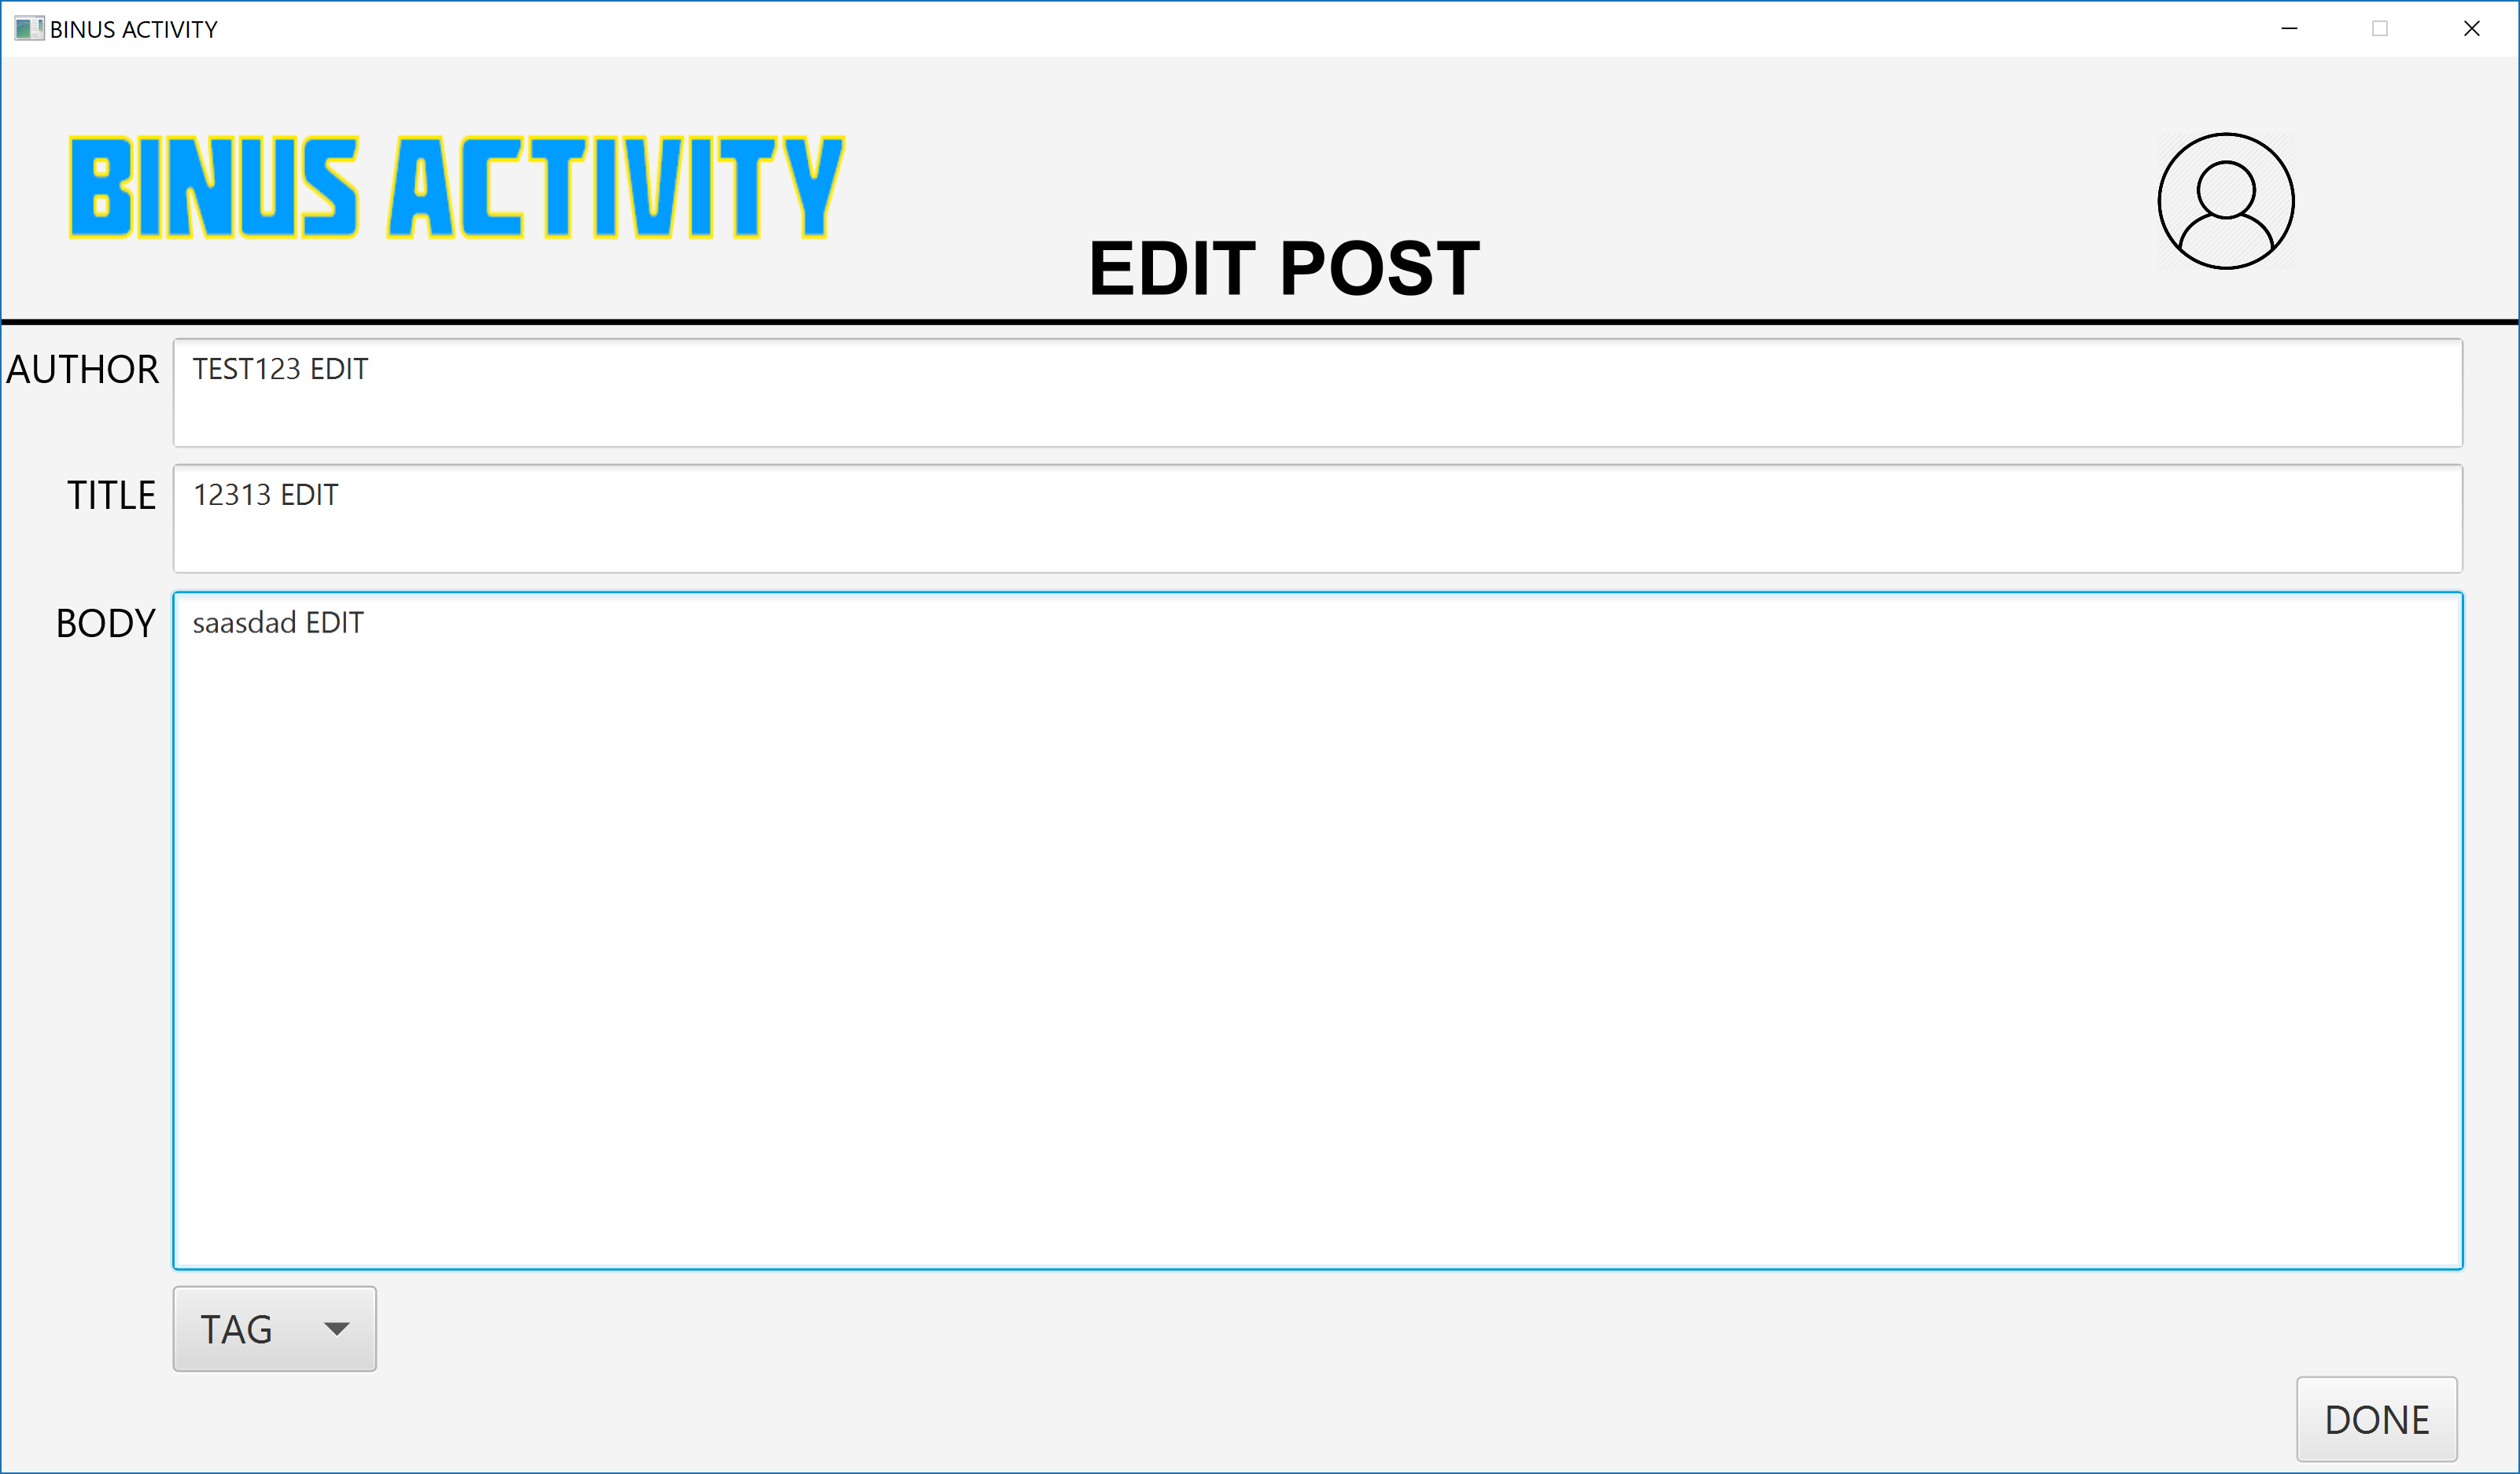 BINUS ACTIVITY
BINUS ACTIVITY
EDIT POST
AUTHOR TEST123 EDIT
TITLE 12313 EDIT
BODY saasdad EDIT
TAG
DONE